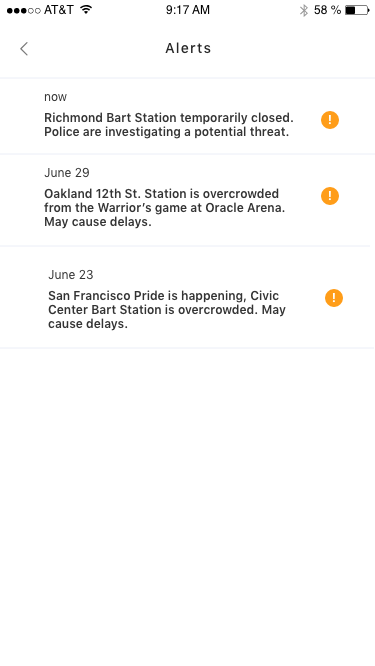 AT&T 9:17 AM 58 %
Alerts
now
Richmond Bart Station temporarily closed.
Police are investigating a potential threat.
June 29
Oakland 12th St. Station is overcrowded
from the Warrior's game at Oracle Arena.
May cause delays.
June 23
San Francisco Pride is happening, Civic
Center Bart Station is overcrowded. May
cause delays.